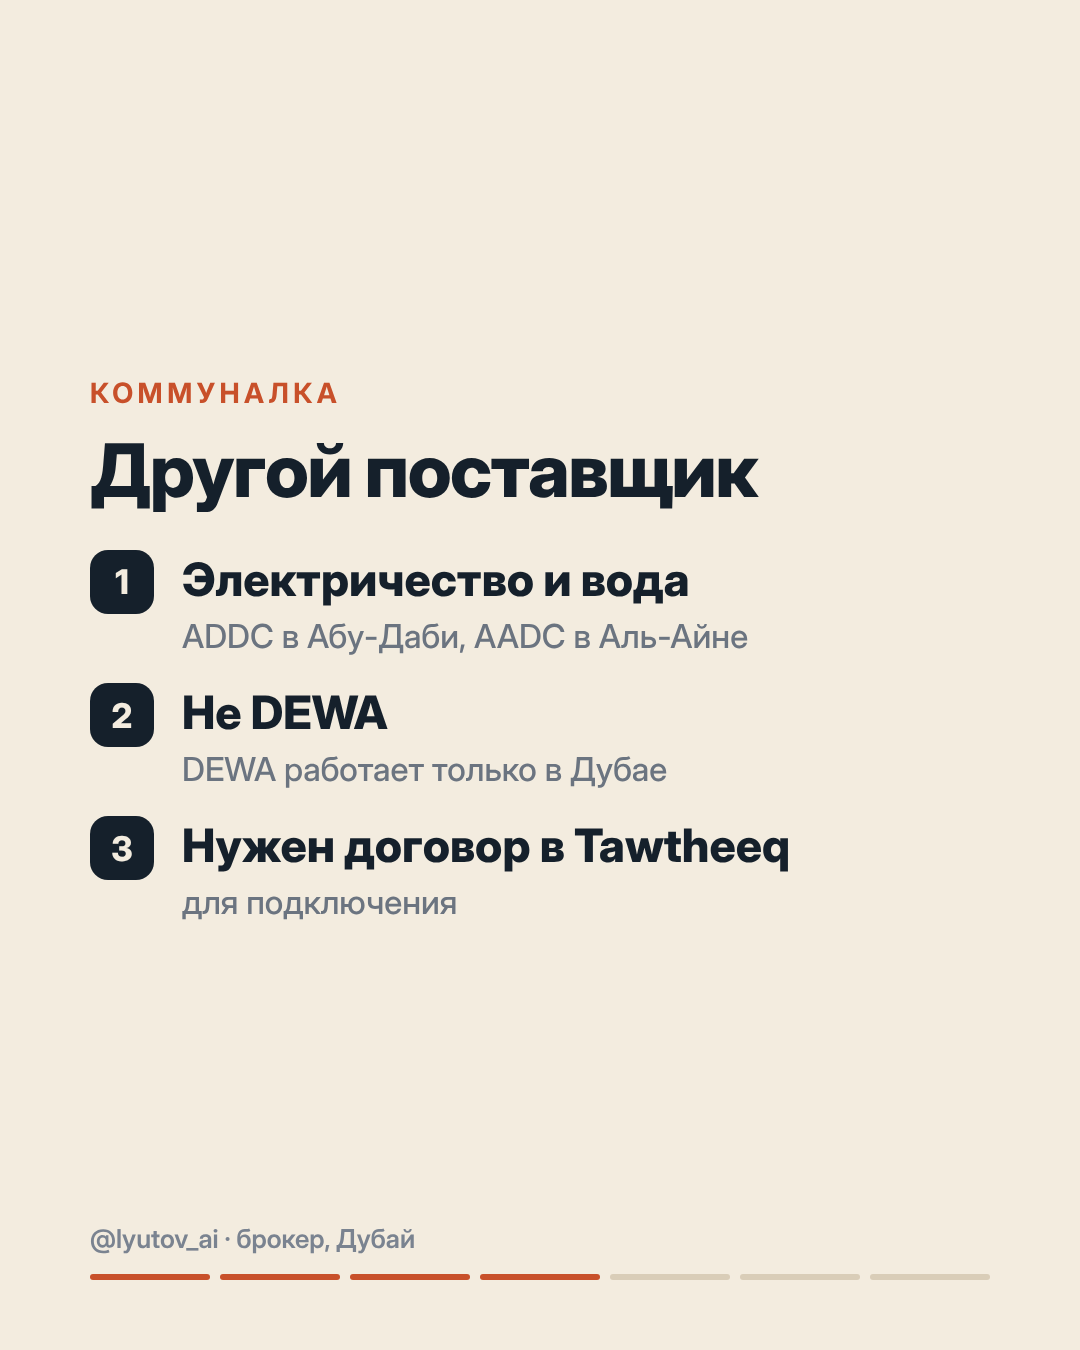 КОММУНАЛКА
Другой поставщик
1 Электричество и вода
ADDC в Абу-Даби, AADC в Аль-Айне
2 Не DEWA
DEWA работает только в Дубае
3 Нужен договор в Tawtheeq
для подключения
@lyutov_ai · брокер, Дубай